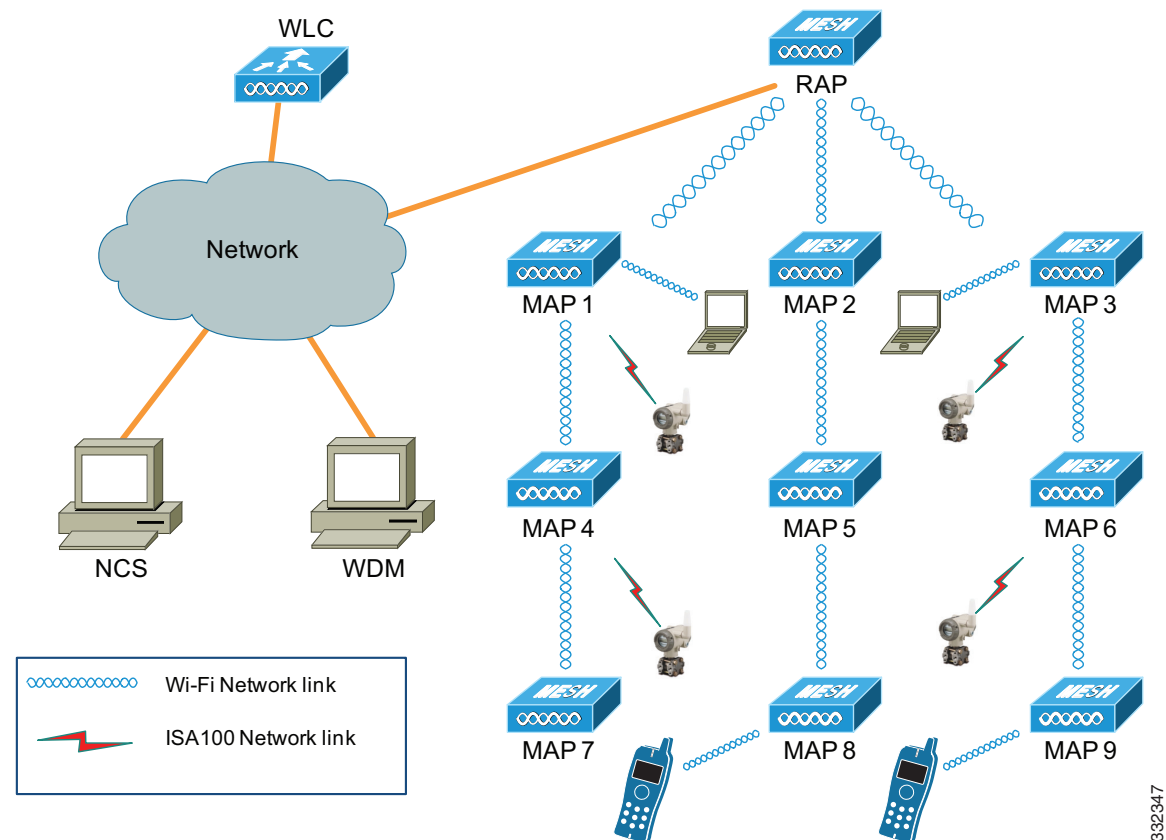 WLC
MESH
RAP
Network
MESH
MAP 1
MESH
MAP 2
MESH
MAP 3
MESH
MAP 4
MESH
MAP 5
MESH
MAP 6
NCS
WDM
Wi-Fi Network link
ISA100 Network link
MESH
MAP 7
MESH
MAP 8
MESH
MAP 9
332347